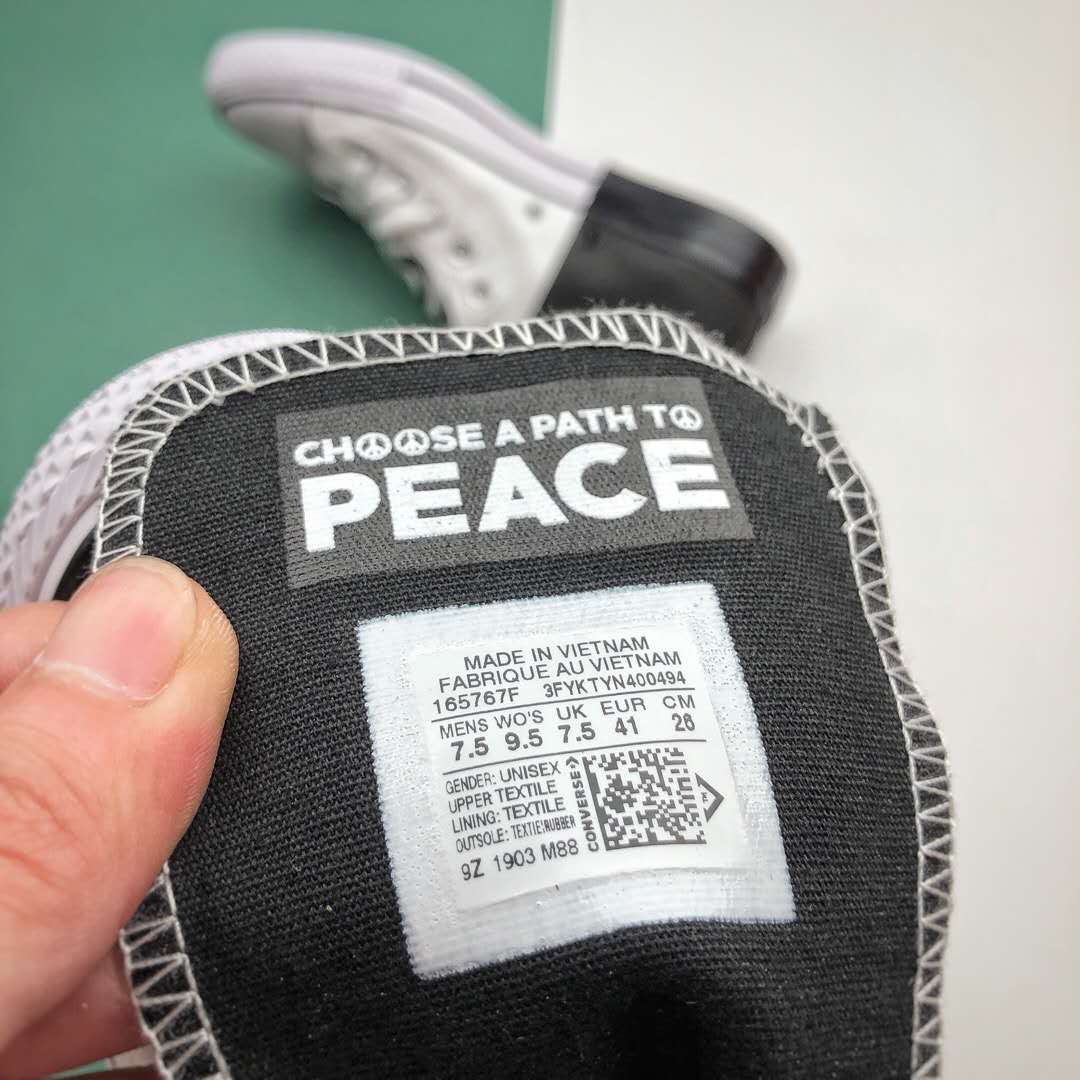 CHOOSE A PATH TO
PEACE
MADE IN VIETNAM
FABRIQUE AU VIETNAM
165767F 3FYKTYN400494
MENS WO'S UK EUR CM
7.5 9.5 7.5 41 26
GENDER: UNISEX
UPPER TEXTILE
LINING: TEXTILE
OUTSOLE: TEXTIE\RUBBER
CONVERSE
9Z 1903 M88